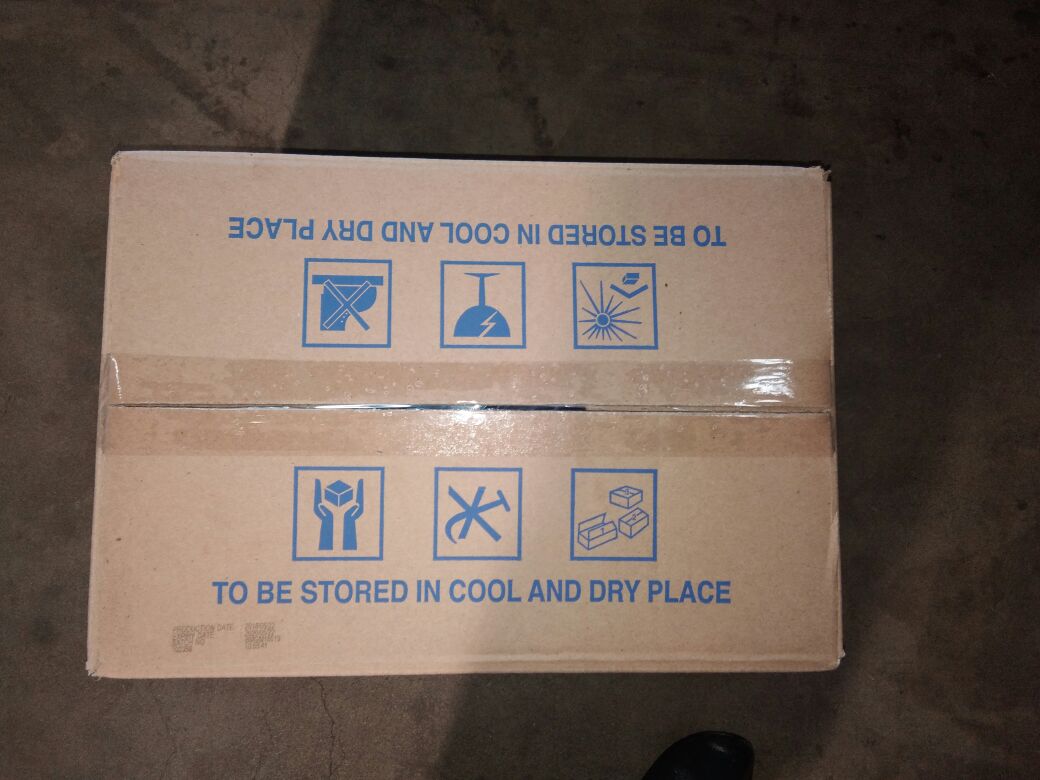 TO BE STORED IN COOL AND DRY PLACE
TO BE STORED IN COOL AND DRY PLACE
PRODUCTION DATE
EXPIRY DATE